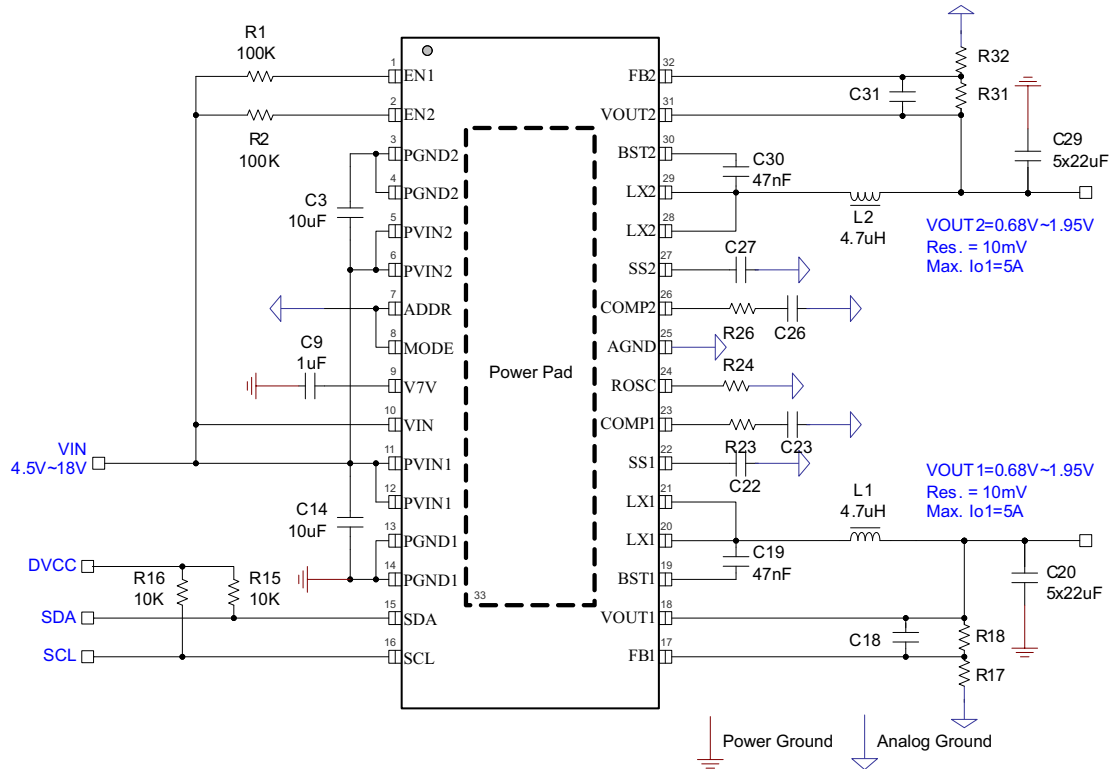 R1
100K
R2
100K
C3
10uF
C9
1uF
VIN
4.5V~18V
C14
10uF
DVCC
R16
10K
R15
10K
SDA
SCL
1
EN1
2
EN2
3
PGND2
4
PGND2
5
PVIN2
6
PVIN2
7
ADDR
8
MODE
9
V7V
10
VIN
11
PVIN1
12
PVIN1
13
PGND1
14
PGND1
15
SDA
16
SCL
Power Pad
33
32
FB2
31
VOUT2
30
BST2
29
LX2
28
LX2
27
SS2
26
COMP2
25
AGND
24
ROSC
23
COMP1
22
SS1
21
LX1
20
LX1
19
BST1
18
VOUT1
17
FB1
R32
C31
R31
C29
5x22uF
C30
47nF
L2
4.7uH
VOUT2=0.68V~1.95V
Res. = 10mV
Max. Io1=5A
C27
R26
C26
R24
R23
C23
C22
VOUT1=0.68V~1.95V
Res. = 10mV
Max. Io1=5A
L1
4.7uH
C19
47nF
C20
5x22uF
C18
R18
R17
Power Ground
Analog Ground